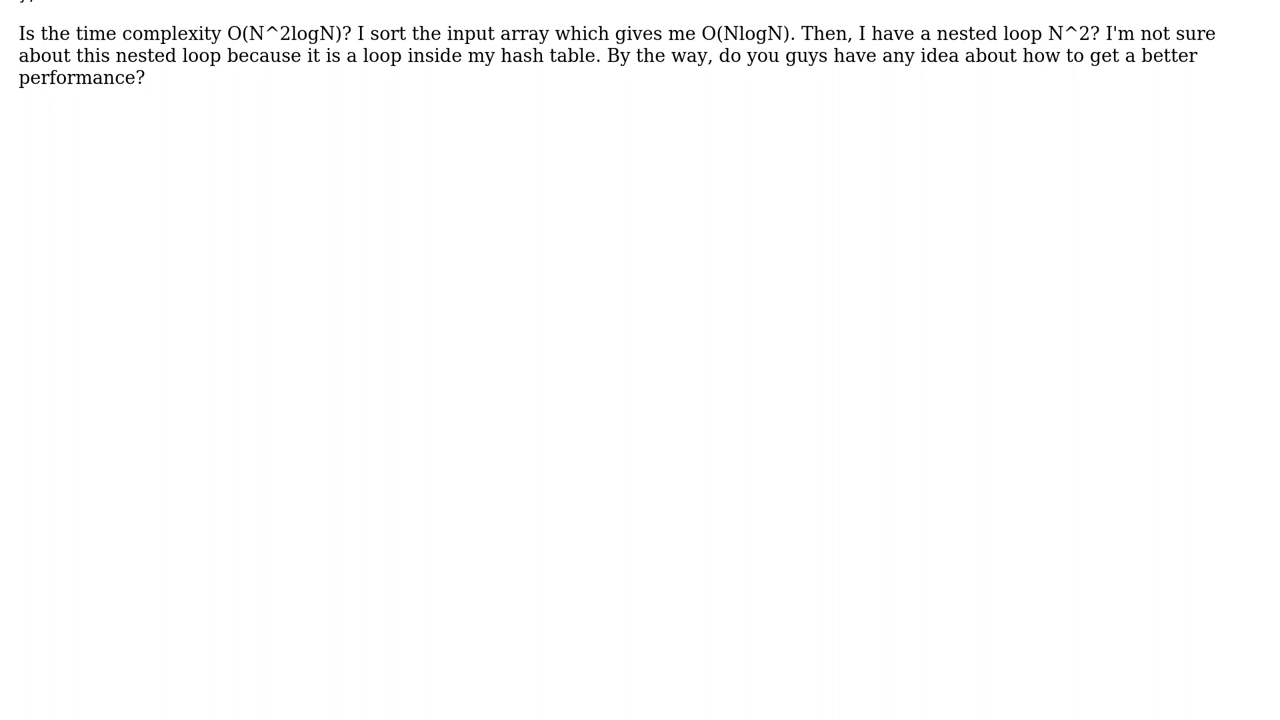 Is the time complexity O(N^2logN)? I sort the input array which gives me O(NlogN). Then, I have a nested loop N^2? I'm not sure
about this nested loop because it is a loop inside my hash table. By the way, do you guys have any idea about how to get a better
performance?